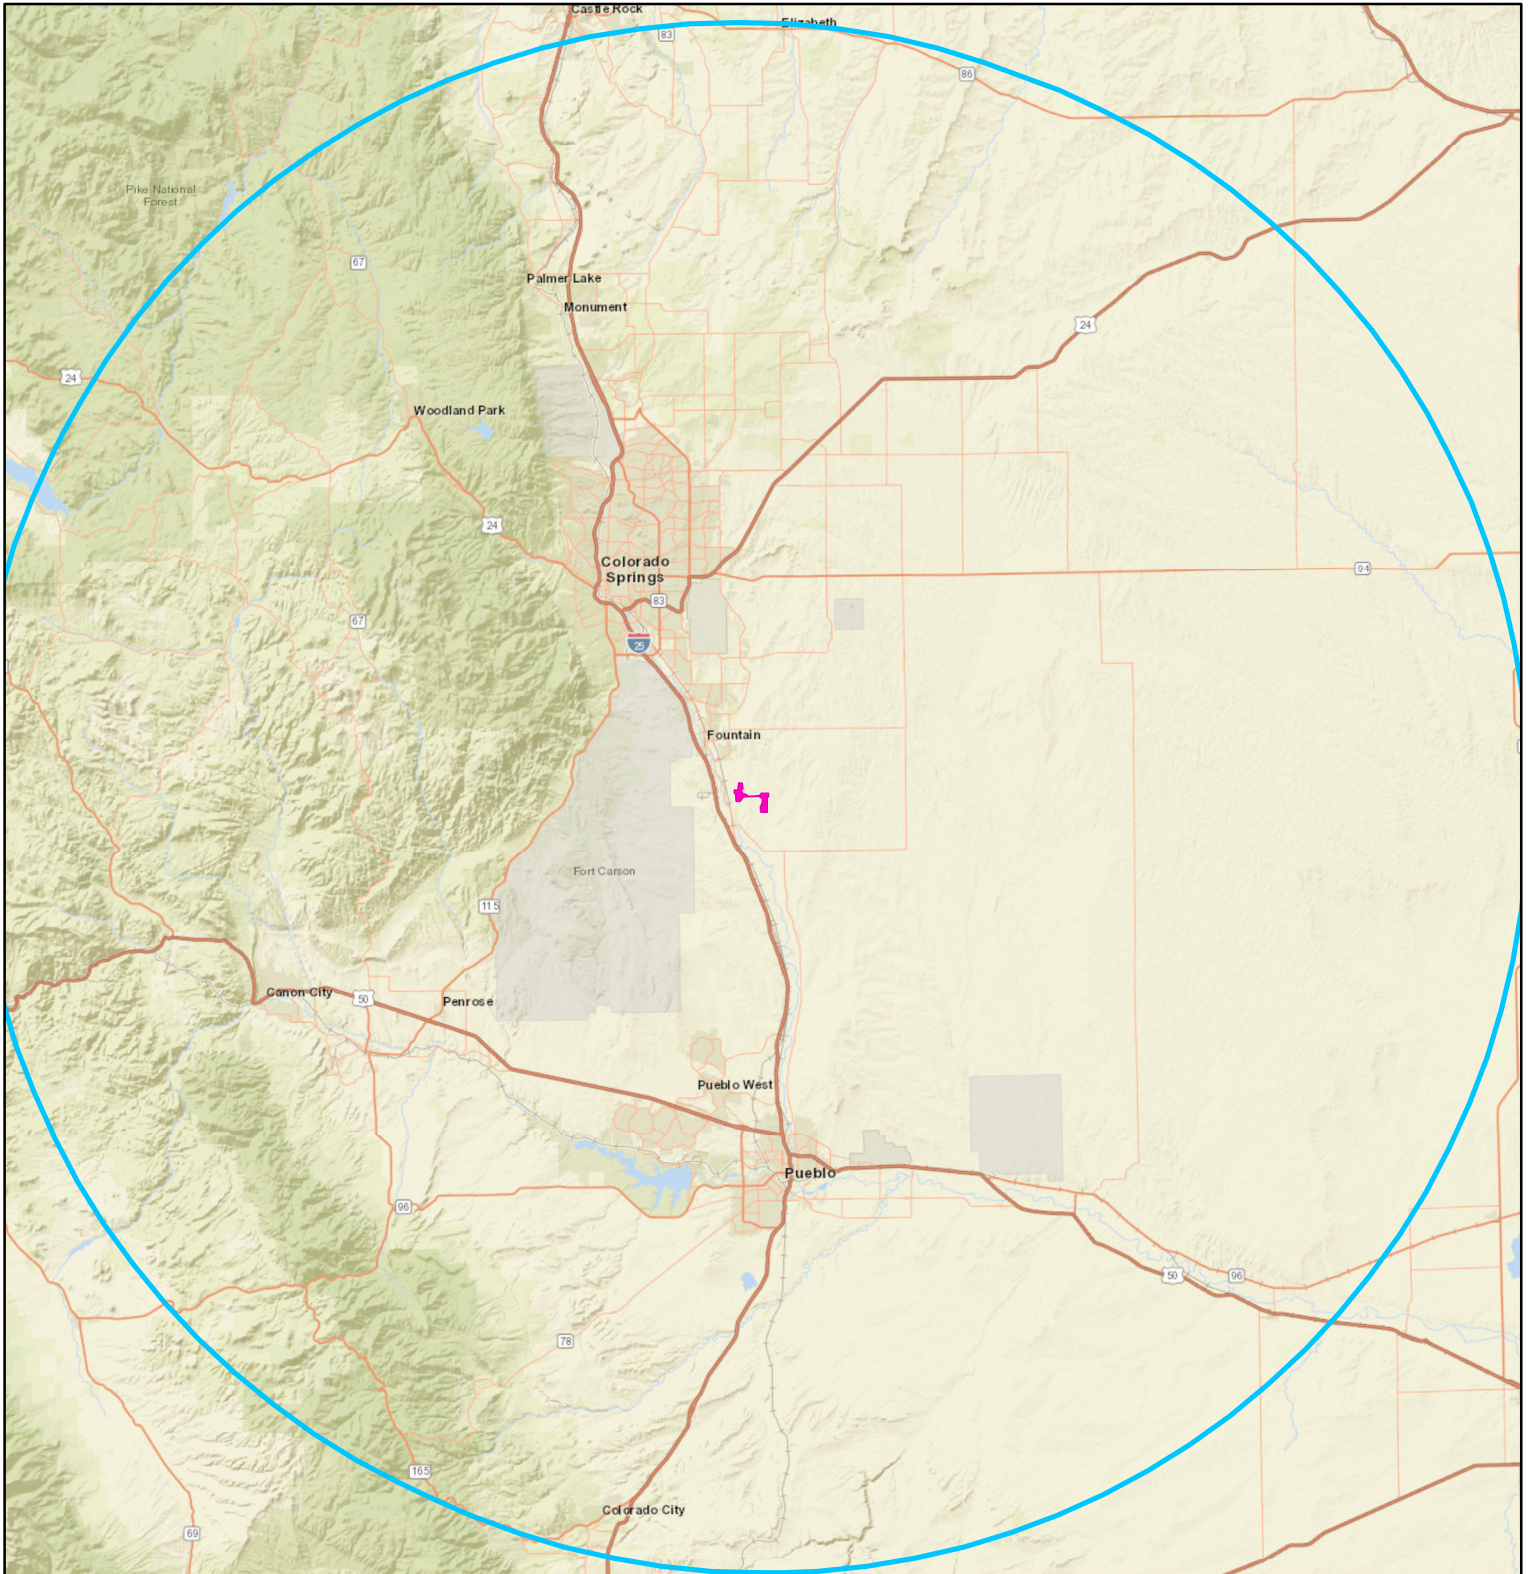 Castle Rock
Elizabeth
83
86
Pike National
Forest
67
Palmer Lake
Monument
24
24
Woodland Park
24
Colorado
Springs
94
83
67
25
Fountain
Fort Carson
115
Canon City
50
Penrose
Pueblo West
Pueblo
96
50
96
78
165
Colorado City
69